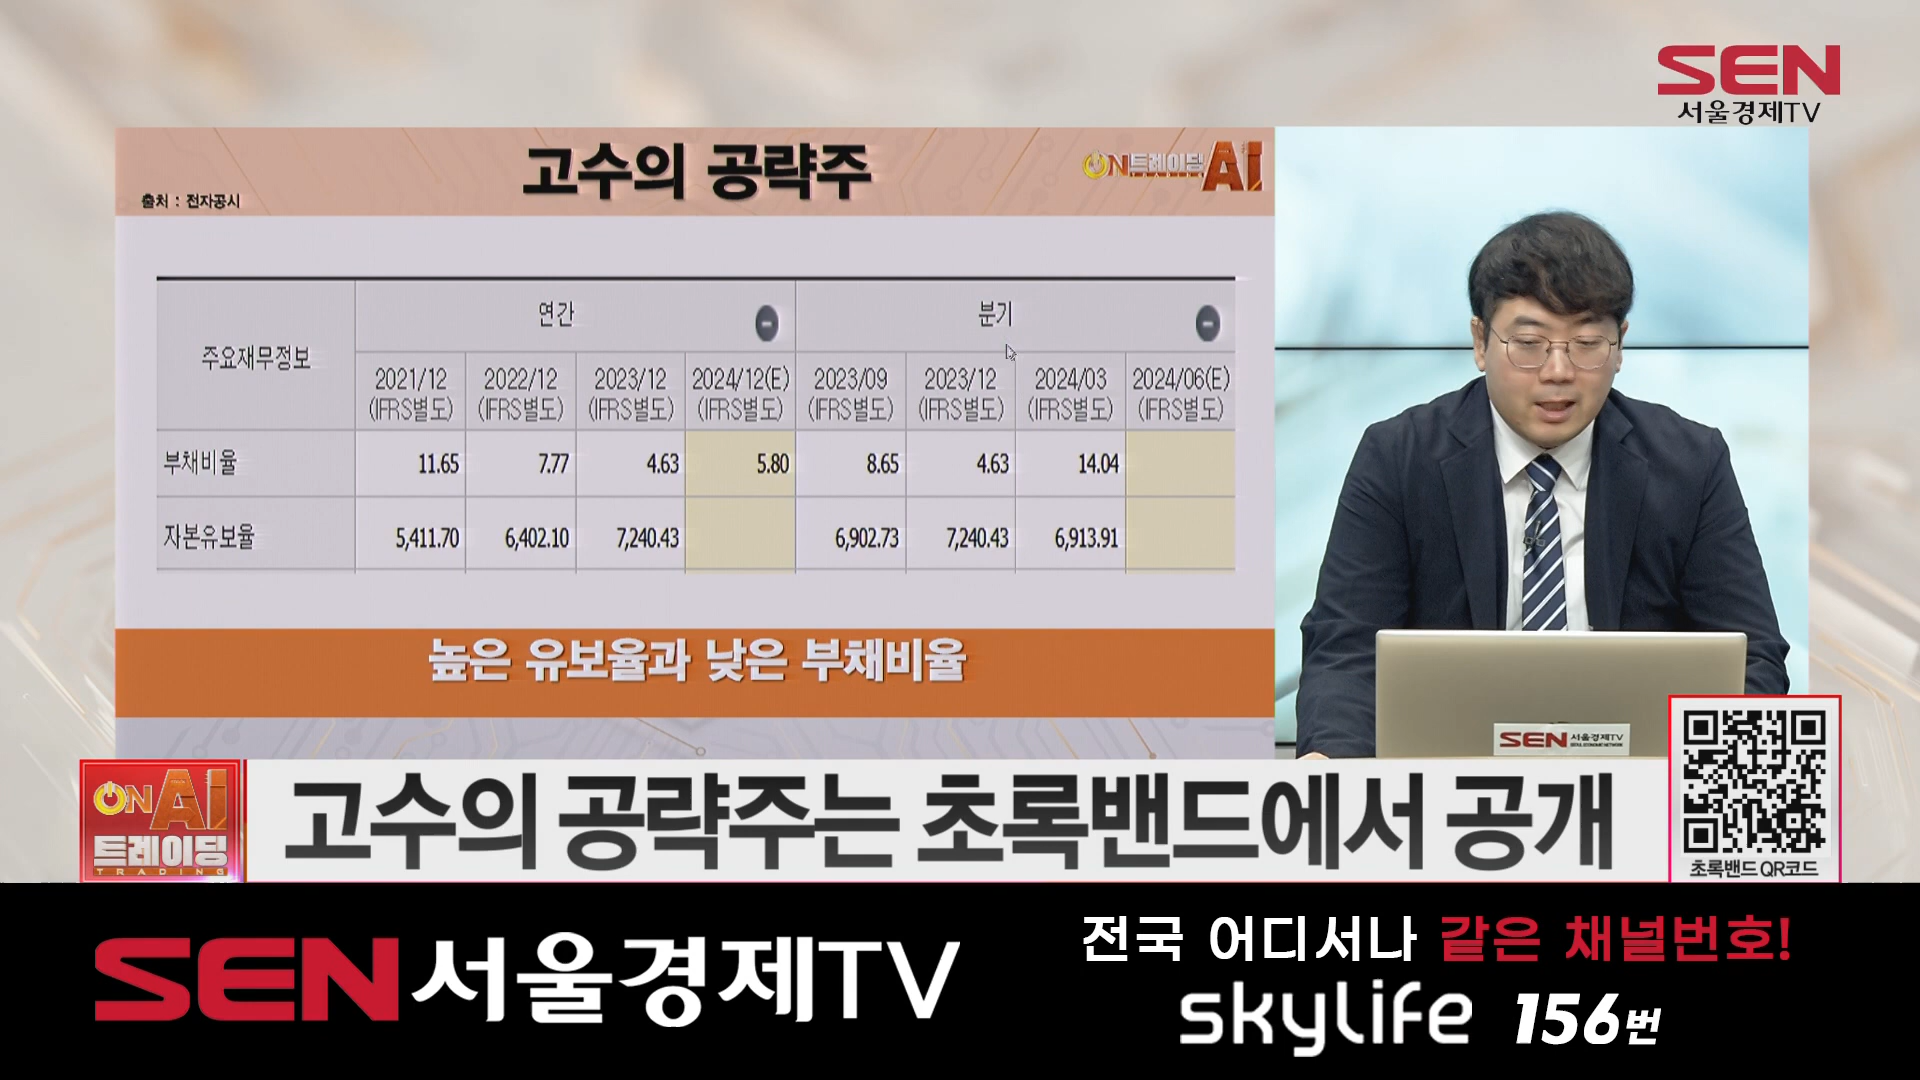 SEN
서울경제TV
고수의 공략주
ON트레이딩 AI
출처 : 전자공시
주요재무정보 연간 분기
2021/12 (IFRS별도) 2022/12 (IFRS별도) 2023/12 (IFRS별도) 2024/12(E) (IFRS별도) 2023/09 (IFRS별도) 2023/12 (IFRS별도) 2024/03 (IFRS별도) 2024/06(E) (IFRS별도)
부채비율 11.65 7.77 4.63 5.80 8.65 4.63 14.04
자본유보율 5,411.70 6,402.10 7,240.43 6,902.73 7,240.43 6,913.91
높은 유보율과 낮은 부채비율
SEN 서울경제TV
ON AI
트레이딩
TRADING
고수의 공략주는 초록밴드에서 공개
초록밴드 QR코드
SEN 서울경제TV
전국 어디서나 같은 채널번호!
skylife 156번